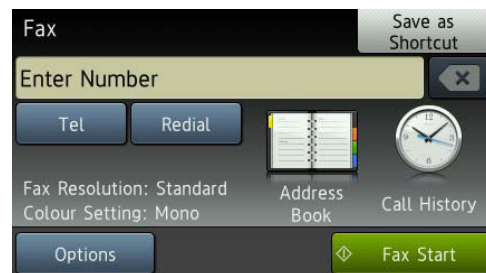 Fax
Save as
Shortcut
Enter Number
Tel
Redial
Fax Resolution: Standard
Colour Setting: Mono
Address
Book
Call History
Options
Fax Start